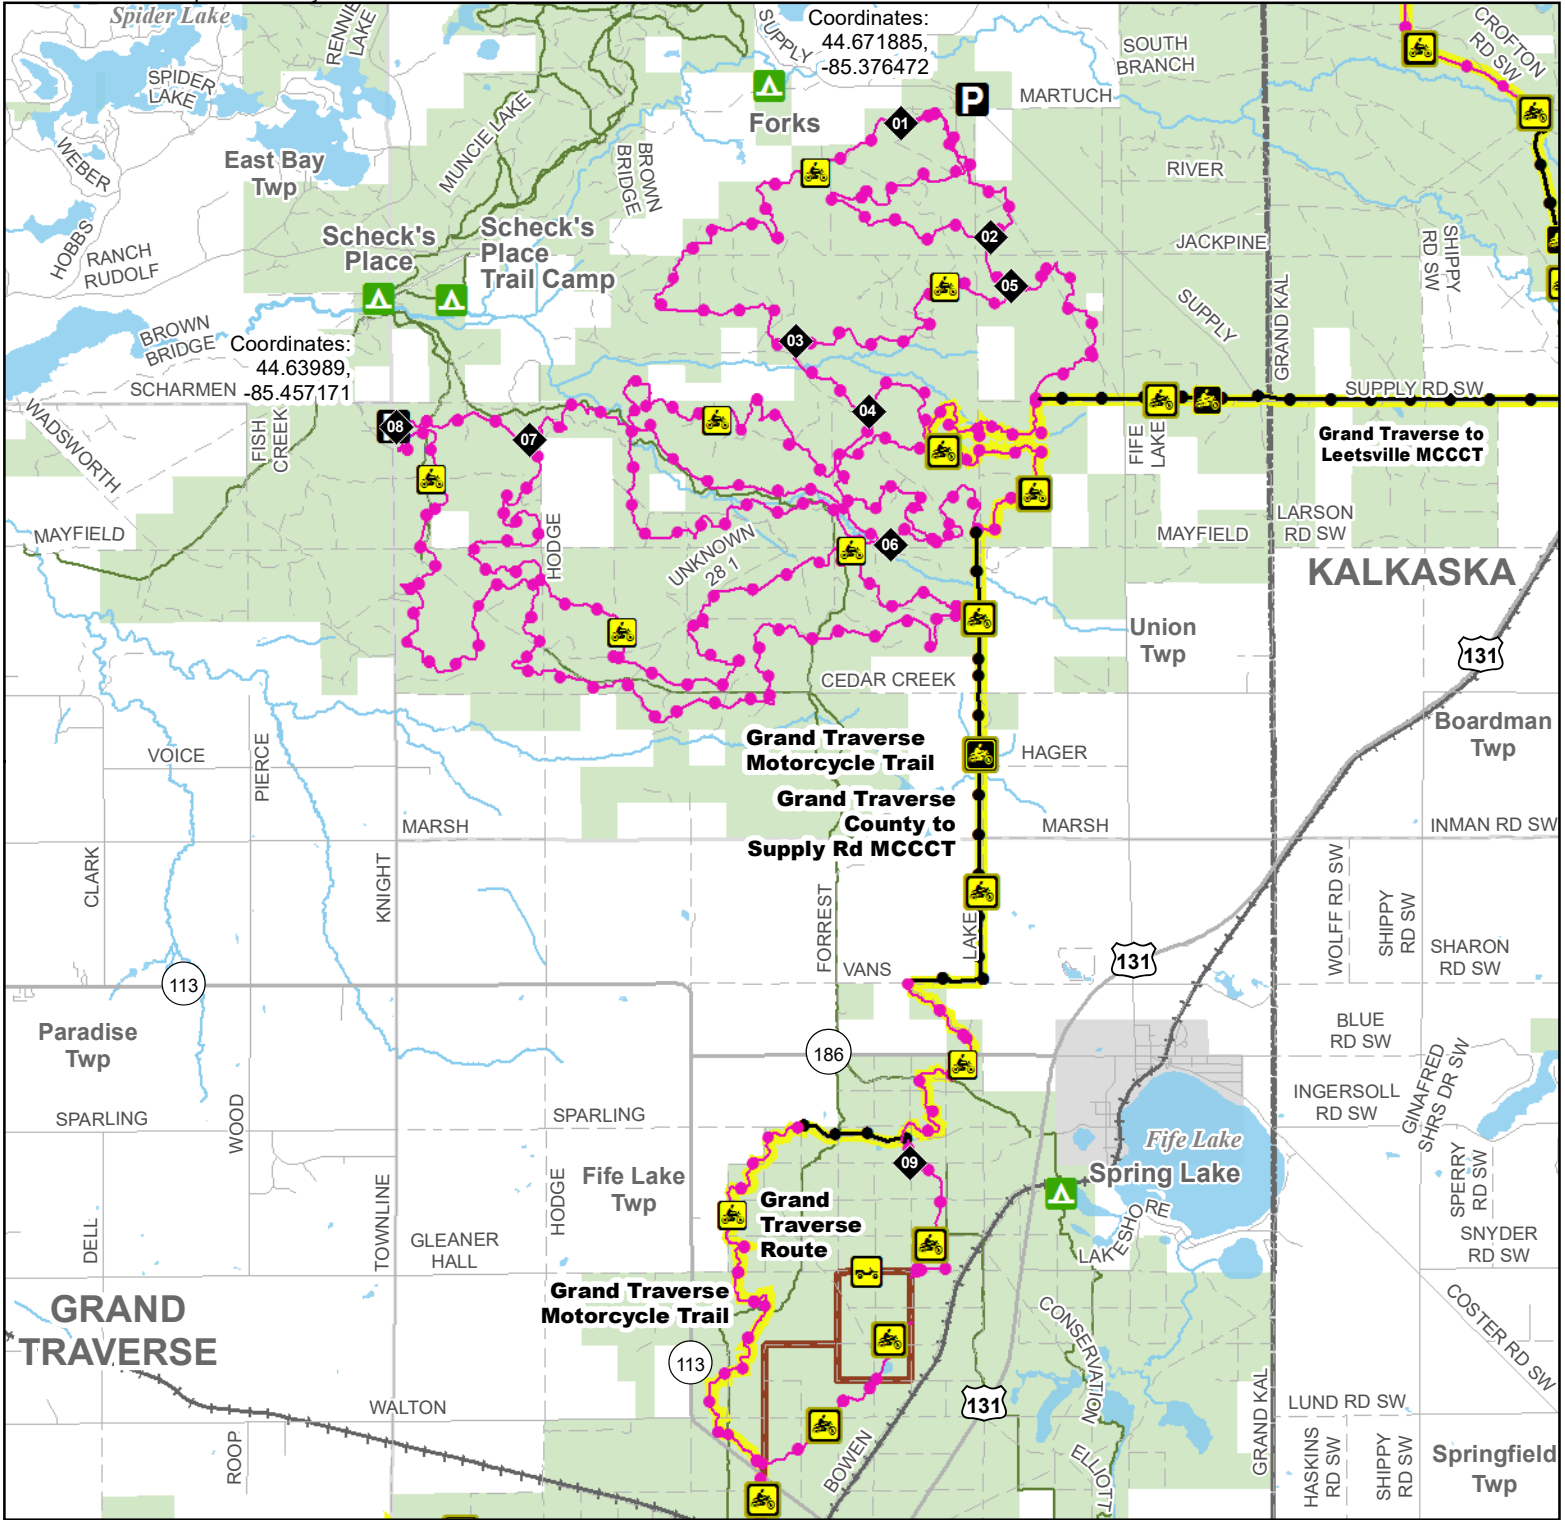 Spider Lake
RENNIE
LAKE
SPIDER
LAKE
SUPPLY
Coordinates:
44.671885,
-85.376472
SOUTH
BRANCH
CROFTON
RD SW
P
MARTUCH
Forks
01
WEBER
East Bay
Twp
MUNCIE LAKE
BROWN
BRIDGE
RIVER
HOBBS
RANCH
RUDOLF
Scheck's
Place
Scheck's
Place
Trail Camp
02
JACKPINE
SHIPPY
RD SW
05
SUPPLY
GRAND KAL
BROWN
BRIDGE
Coordinates:
44.63989,
-85.457171
03
SCHARMEN
SUPPLY RD SW
WADSWORTH
FISH
CREEK
08
07
04
FIFE
LAKE
Grand Traverse to
Leetsville MCCCT
MAYFIELD
HODGE
UNKNOWN
28 1
06
MAYFIELD
LARSON
RD SW
KALKASKA
Union
Twp
131
CEDAR CREEK
VOICE
PIERCE
Grand Traverse
Motorcycle Trail
HAGER
Boardman
Twp
Grand Traverse
County to
Supply Rd MCCCT
MARSH
MARSH
INMAN RD SW
CLARK
KNIGHT
FORREST
LAKE
WOLFF RD SW
SHIPPY
RD SW
SHARON
RD SW
VANS
131
113
Paradise
Twp
186
BLUE
RD SW
SPARLING
WOOD
SPARLING
INGERSOLL
RD SW
GINAFRED
SHRS DR SW
Fife Lake
Spring Lake
09
Fife Lake
Twp
DELL
TOWNLINE
HODGE
GLEANER
HALL
Grand
Traverse
Route
LAKESHORE
SPERRY
RD SW
SNYDER
RD SW
GRAND
TRAVERSE
Grand Traverse
Motorcycle Trail
113
CONSERVATION
COSTER RD SW
WALTON
131
GRAND KAL
LUND RD SW
ROOP
BOWEN
ELLIOTT
HASKINS
RD SW
SHIPPY
RD SW
Springfield
Twp